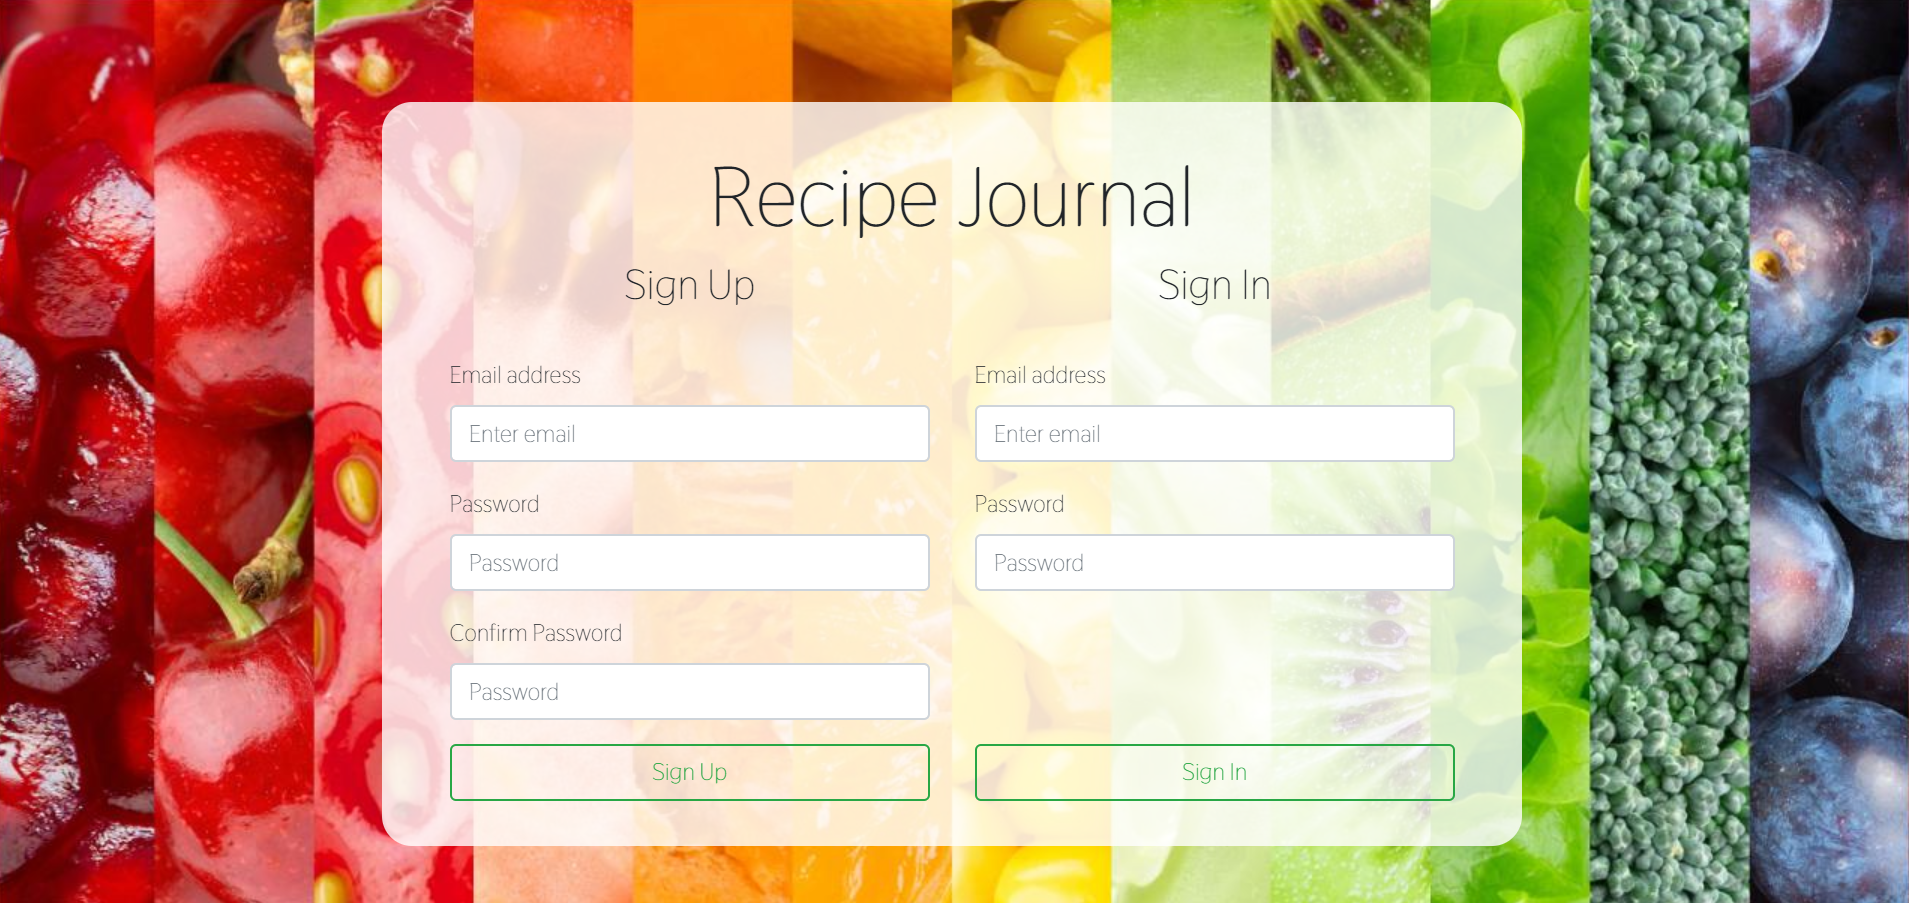 Recipe Journal
Sign Up
Email address
Enter email
Password
Password
Confirm Password
Password
Sign Up
Sign In
Email address
Enter email
Password
Password
Sign In